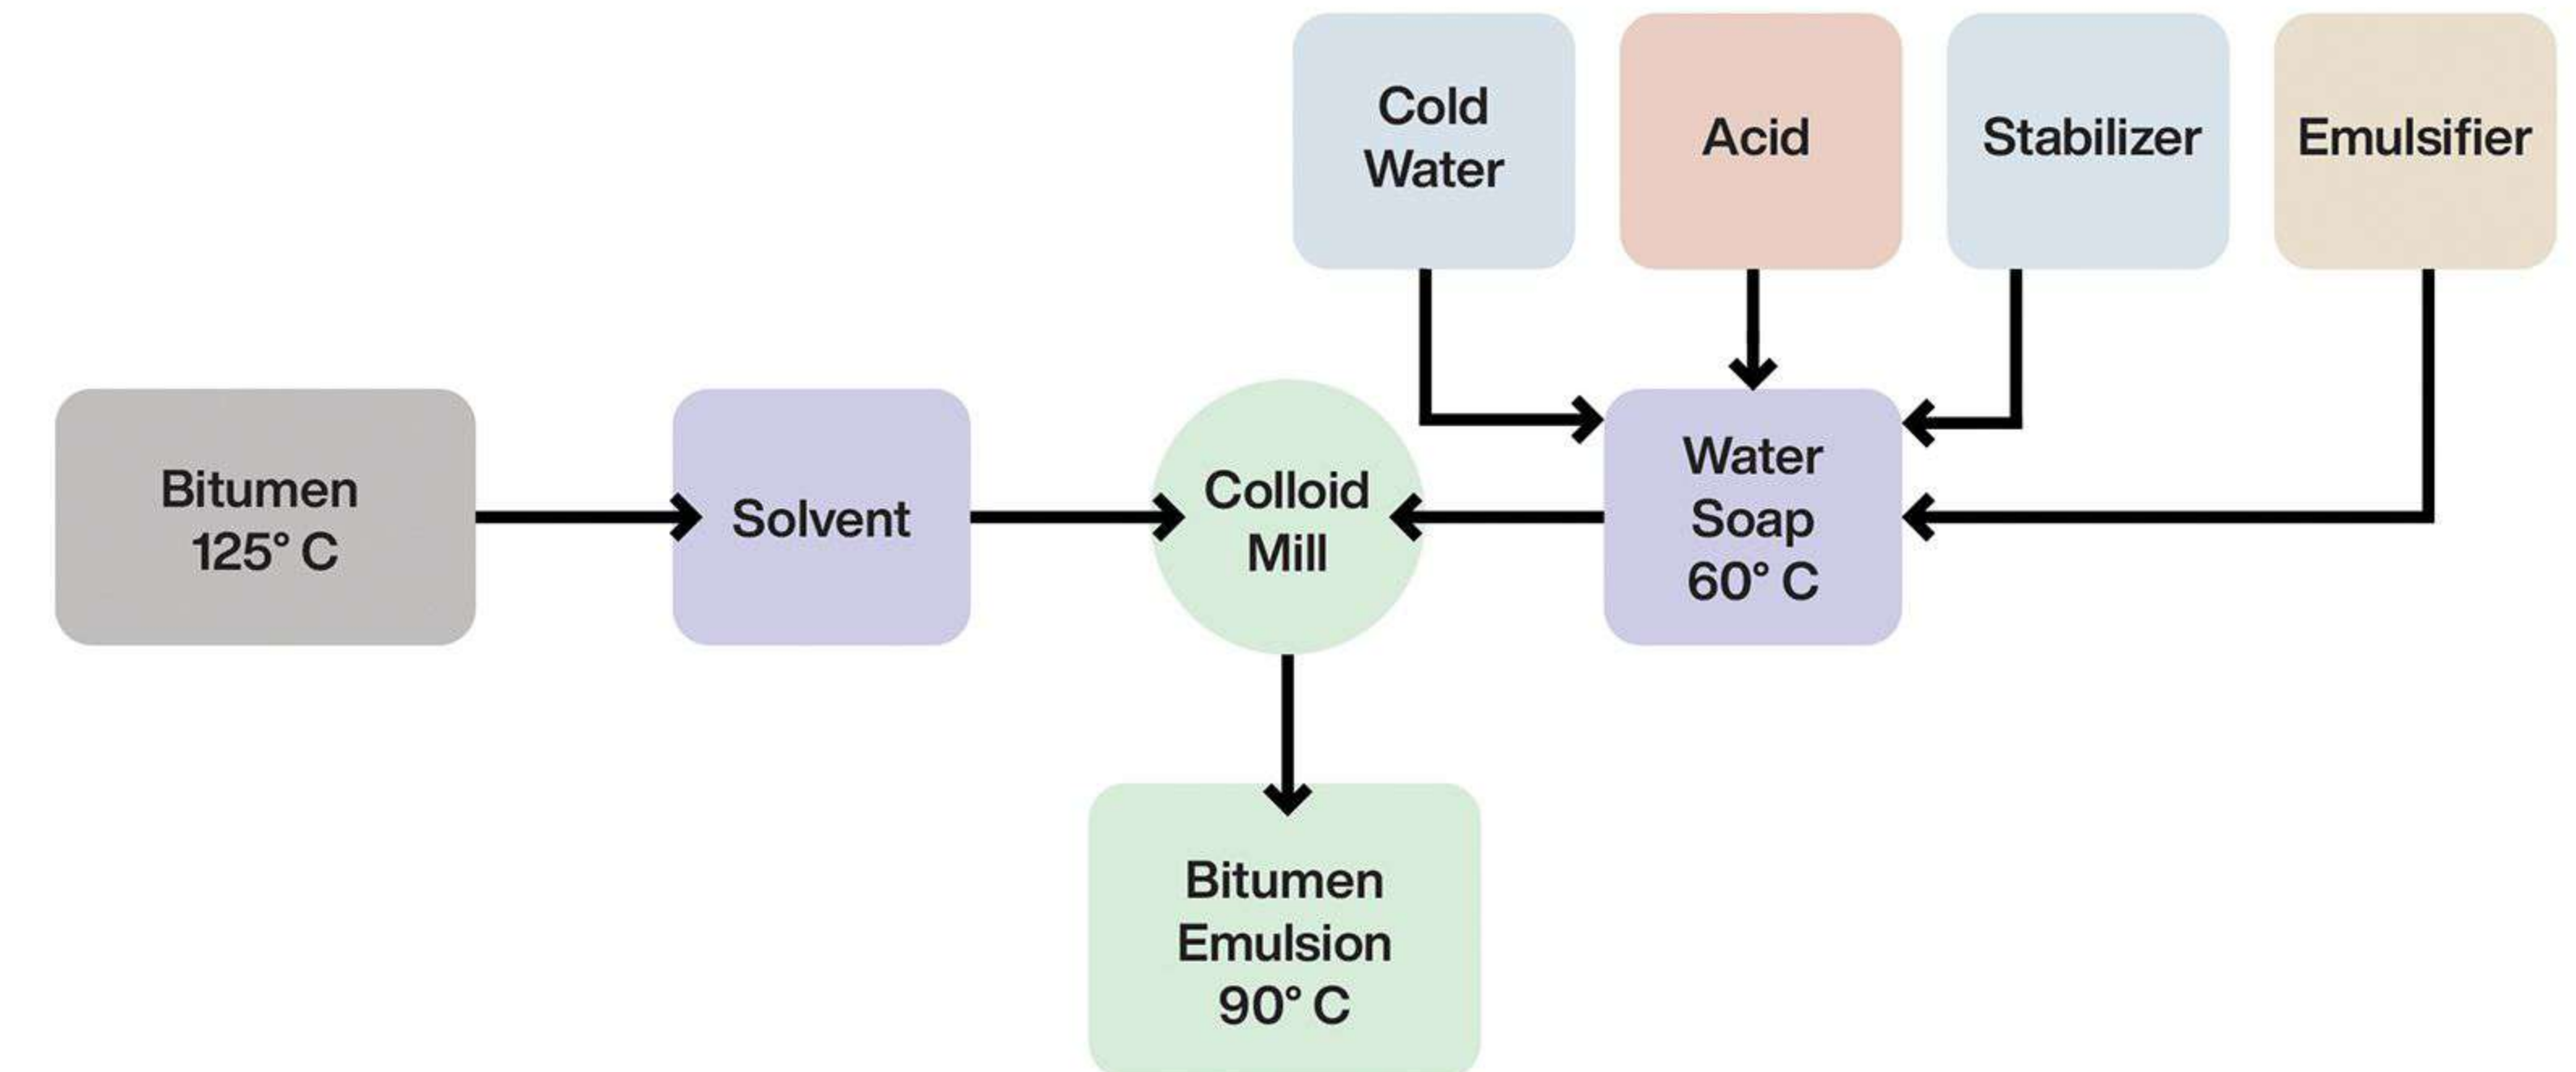 Cold
Water
Acid
Stabilizer
Emulsifier
Bitumen
125° C
Solvent
Colloid
Mill
Water
Soap
60° C
Bitumen
Emulsion
90° C